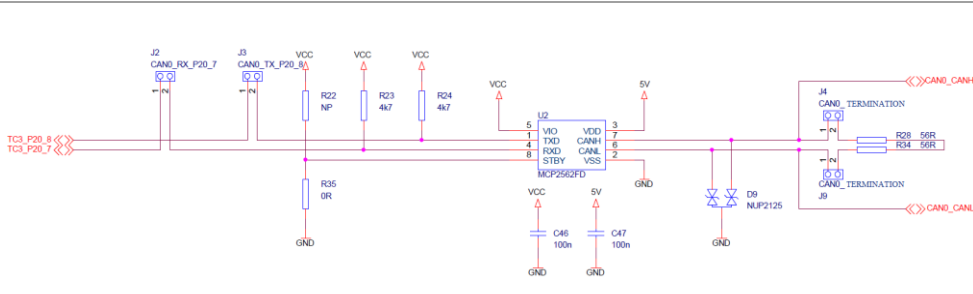 J2
CAN0_RX_P20_7
J3
CAN0_TX_P20_8
VCC
VCC
VCC
1
2
1
2
R22
NP
R23
4k7
R24
4k7
VCC
5V
U2
5
VIO
VDD
3
1
TXD
CANH
7
4
RXD
CANL
6
8
STBY
VSS
2
MCP2562FD
GND
TC3_P20_8
TC3_P20_7
R35
0R
GND
VCC
C46
100n
GND
5V
C47
100n
GND
D9
NUP2125
GND
CAN0_CANH
J4
CAN0_TERMINATION
1
2
R28 56R
R34 56R
1
2
CAN0_TERMINATION
J9
CAN0_CANL